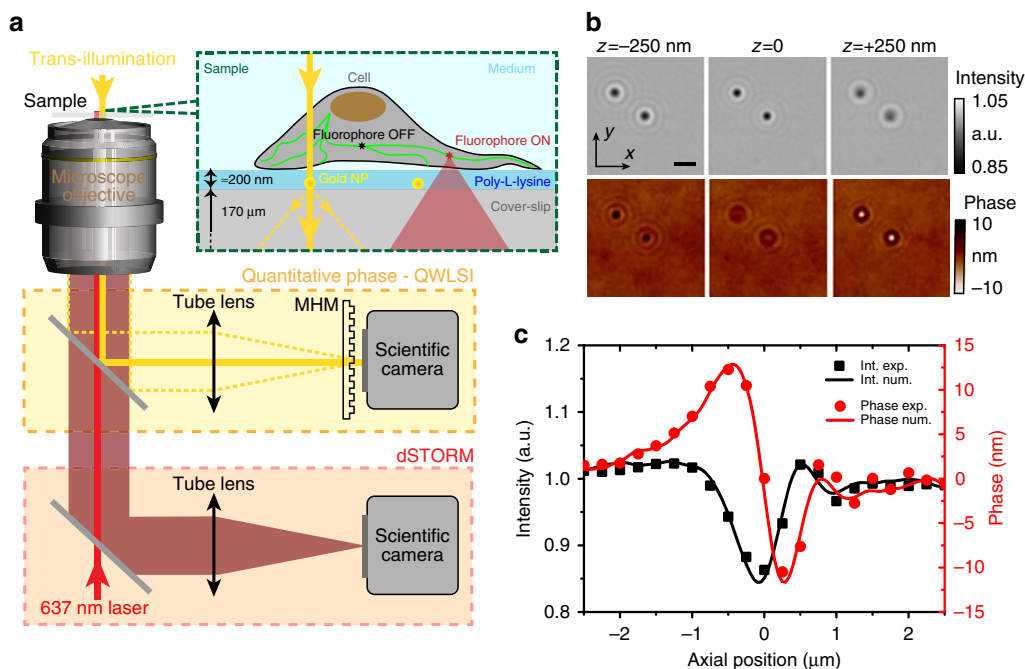 a
Trans-illumination
Sample
Microscope
objective
Sample
Medium
Cell
Fluorophore OFF
Fluorophore ON
≈200 nm
Gold NP
Poly-L-lysine
170 μm
Cover-slip
Quantitative phase - QWLSI
Tube lens
MHM
Scientific
camera
dSTORM
Tube lens
Scientific
camera
637 nm laser
b
z=−250 nm
z=0
z=+250 nm
y
x
Intensity
1.05
a.u.
0.85
Phase
10
nm
−10
c
1.2
1.1
1.0
0.9
0.8
Intensity (a.u.)
Int. exp.
Int. num.
Phase exp.
Phase num.
15
10
5
0
−5
−10
−15
Phase (nm)
−2
−1
0
1
2
Axial position (μm)